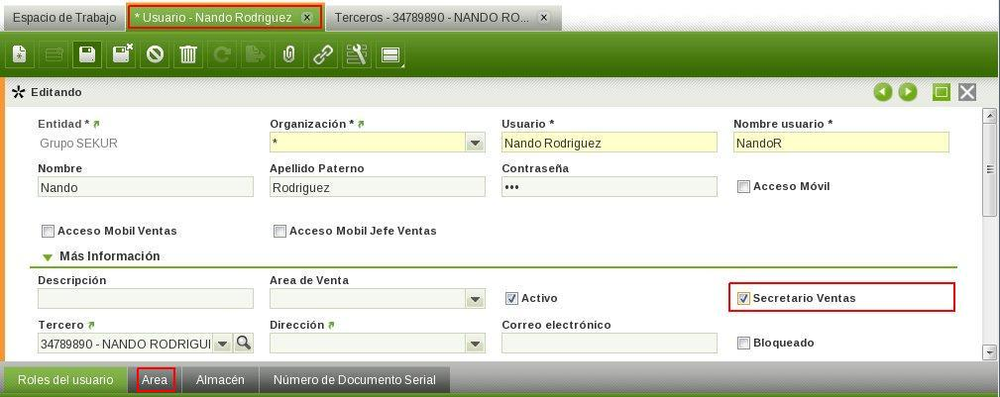 Espacio de Trabajo * Usuario - Nando Rodriguez Terceros - 34789890 - NANDO RO...
Editando
Entidad * Organización * Usuario * Nombre usuario *
Grupo SEKUR * Nando Rodriguez NandoR
Nombre Apellido Paterno Contraseña
Nando Rodriguez ••• Acceso Móvil
Acceso Mobil Ventas Acceso Mobil Jefe Ventas
Más Información
Descripción Area de Venta
Activo Secretario Ventas
Tercero Dirección Correo electrónico
34789890 - NANDO RODRIGUI Bloqueado
Roles del usuario Area Almacén Número de Documento Serial